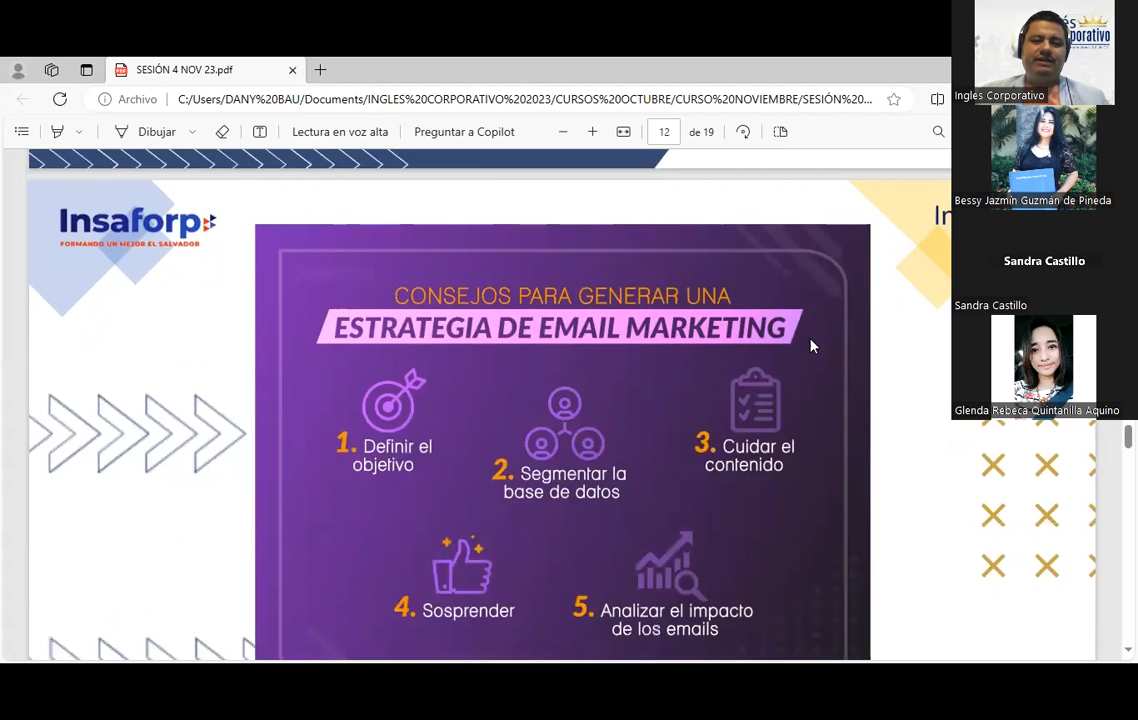 SESIÓN 4 NOV 23.pdf
Archivo
C:/Users/DANY%20BAU/Documents/INGLES%20CORPORATIVO%202023/CURSOS%20OCTUBRE/CURSO%20NOVIEMBRE/SESIÓN%20...
Dibujar
Lectura en voz alta
Preguntar a Copilot
12
de 19
Insaforp
FORMANDO UN MEJOR EL SALVADOR
In
CONSEJOS PARA GENERAR UNA
ESTRATEGIA DE EMAIL MARKETING
1. Definir el
objetivo
2. Segmentar la
base de datos
3. Cuidar el
contenido
4. Sosprender
5. Analizar el impacto
de los emails
és
porativo
Ingles Corporativo
Bessy Jazmín Guzmán de Pineda
Sandra Castillo
Sandra Castillo
Glenda Rebeca Quintanilla Aquino